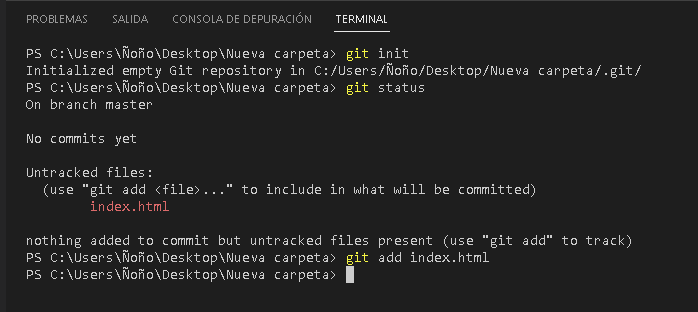 PROBLEMAS SALIDA CONSOLA DE DEPURACIÓN TERMINAL
PS C:\Users\Ñoño\Desktop\Nueva carpeta> git init
Initialized empty Git repository in C:/Users/Ñoño/Desktop/Nueva carpeta/.git/
PS C:\Users\Ñoño\Desktop\Nueva carpeta> git status
On branch master
No commits yet
Untracked files:
(use "git add <file>..." to include in what will be committed)
index.html
nothing added to commit but untracked files present (use "git add" to track)
PS C:\Users\Ñoño\Desktop\Nueva carpeta> git add index.html
PS C:\Users\Ñoño\Desktop\Nueva carpeta>